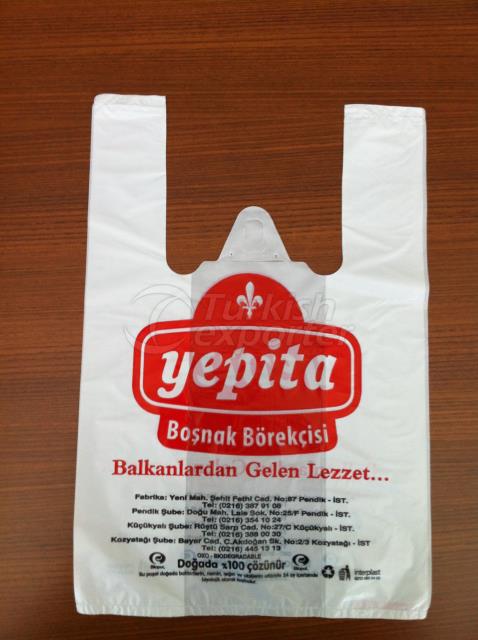 yepita
Boşnak Börekçisi
Balkanlardan Gelen Lezzet...
Fabrika: Yeni Mah. Şehit Fethi Cad. No:87 Pendik - İST.
Tel: (0216) 387 91 08
Pendik Şube: Doğu Mah. Lale Sok. No:25/F Pendik - İST.
Tel: (0216) 354 10 24
Küçükyalı Şube: Rüştü Sarp Cad. No:27/C Küçükyalı - İST.
Tel: (0216) 388 00 30
Kozyatağı Şube: Bayar Cad. C.Akdoğan Sk. No:2/3 Kozyatağı - İST
Tel: (0216) 445 13 13
OXO - BIODEGRADABLE
Doğada %100 çözünür
interplast
Turkish
exporter